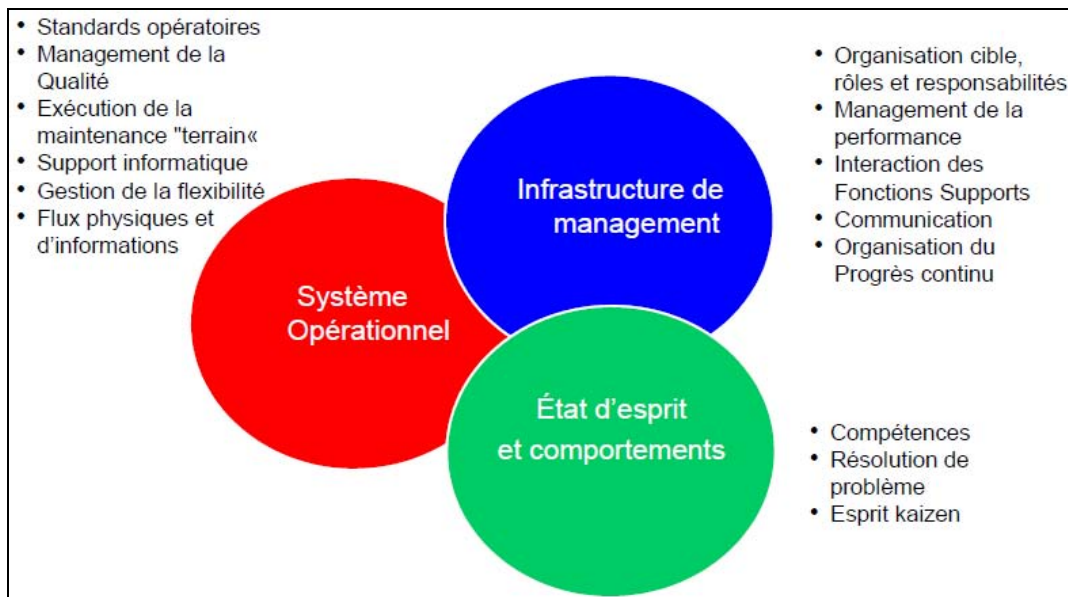 • Standards opératoires
• Management de la
Qualité
• Exécution de la
maintenance "terrain«
• Support informatique
• Gestion de la flexibilité
• Flux physiques et
d’informations
Infrastructure de
management
• Organisation cible,
rôles et responsabilités
• Management de la
performance
• Interaction des
Fonctions Supports
• Communication
• Organisation du
Progrès continu
Système
Opérationnel
État d’esprit
et comportements
• Compétences
• Résolution de
problème
• Esprit kaizen